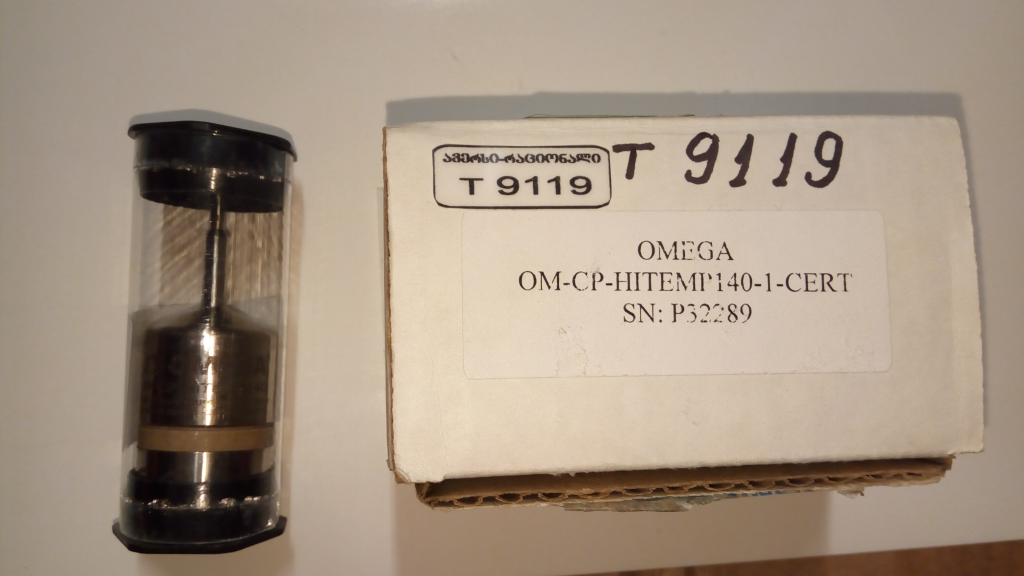 ავერსი-რაციონალი
T 9119
T 9119
OMEGA
OM-CP-HITEMP140-1-CERT
SN: P32289